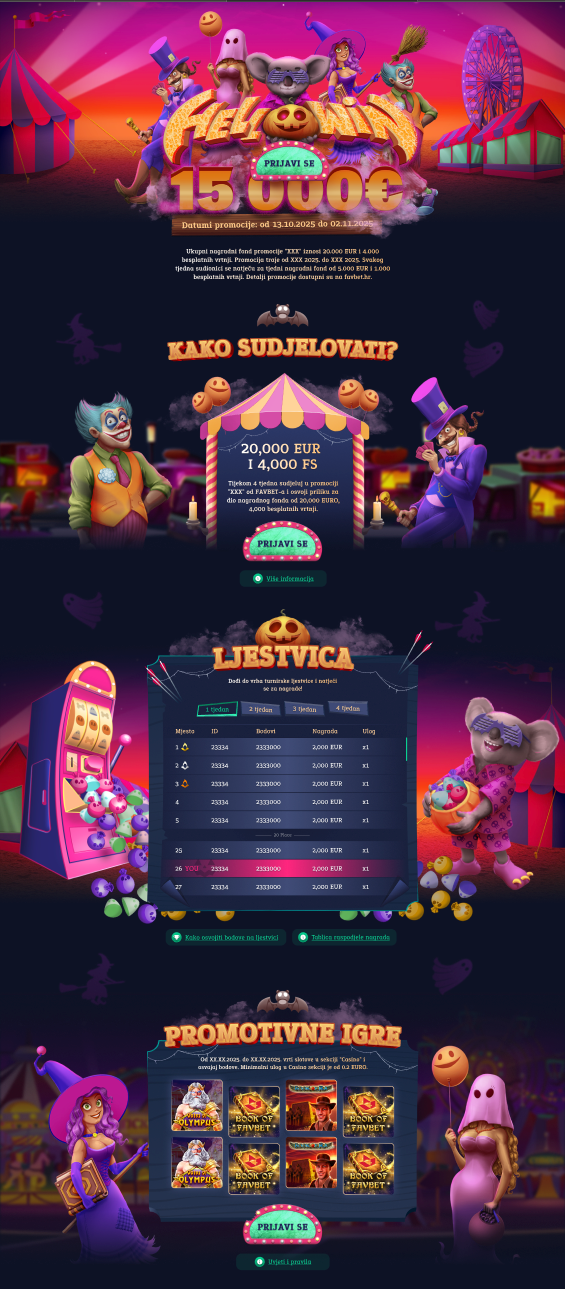 HELLOWIN
PRIJAVI SE
15 000€
Datumi promocije: od 13.10.2025 do 02.11.2025.
Ukupni nagradni fond promocije "XXX" iznosi 20.000 EUR i 4.000
besplatnih vrtnji. Promocija traje od XXX 2025. do XXX 2025. Svakog
tjedna sudionici se natječu za tjedni nagradni fond od 5.000 EUR i 1.000
besplatnih vrtnji. Detalji promocije dostupni su na favbet.hr.
KAKO SUDJELOVATI?
20,000 EUR
I 4,000 FS
Tijekom 4 tjedna sudjeluj u promociji
"XXX" od FAVBET-a i osvoji priliku za
dio nagradnog fonda od 20,000 EURO,
4,000 besplatnih vrtnji.
PRIJAVI SE
Više informacija
LJESTVICA
Dođi do vrha turnirske ljestvice i natječi
se za nagrade!
1 tjedan 2 tjedan 3 tjedan 4 tjedan
Mjesto ID Bodovi Nagrada Ulog
1 23334 2333000 2,000 EUR x1
2 23334 2333000 2,000 EUR x1
3 23334 2333000 2,000 EUR x1
4 23334 2333000 2,000 EUR x1
5 23334 2333000 2,000 EUR x1
25 23334 2333000 2,000 EUR x1
26 YOU 23334 2333000 2,000 EUR x1
27 23334 2333000 2,000 EUR x1
Kako osvojiti bodove na ljestvici Tablica raspodjele nagrada
PROMOTIVNE IGRE
Od XX.XX.2025. do XX.XX.2025. vrti slotove u sekciji "Casino" i
osvajaj bodove. Minimalni ulog u Casino sekciji je od 0.2 EURO.
OLYMPUS BOOK OF FAVBET BOOK OF FAVBET
OLYMPUS BOOK OF FAVBET BOOK OF FAVBET
PRIJAVI SE
Uvjeti i pravila